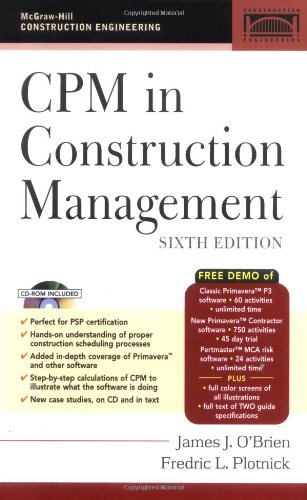 McGraw-Hill
CONSTRUCTION ENGINEERING
CONSTRUCTION
ENGINEERING
CPM in
Construction
Management
SIXTH EDITION
CD-ROM INCLUDED
✓ Perfect for PSP certification
✓ Hands-on understanding of proper
construction scheduling processes
✓ Added in-depth coverage of Primavera™
and other software
✓ Step-by-step calculations of CPM to
illustrate what the software is doing
✓ New case studies, on CD and in text
FREE DEMO of
Classic Primavera™ P3
software • 60 activities
• unlimited time
New Primavera™ Contractor
software • 750 activities
• 45 day trial
Pertmaster™ MCA risk
software • 24 activities
• unlimited time
PLUS
• full color screens of
all illustrations
• full text of TWO guide
specifications
James J. O'Brien
Fredric L. Plotnick